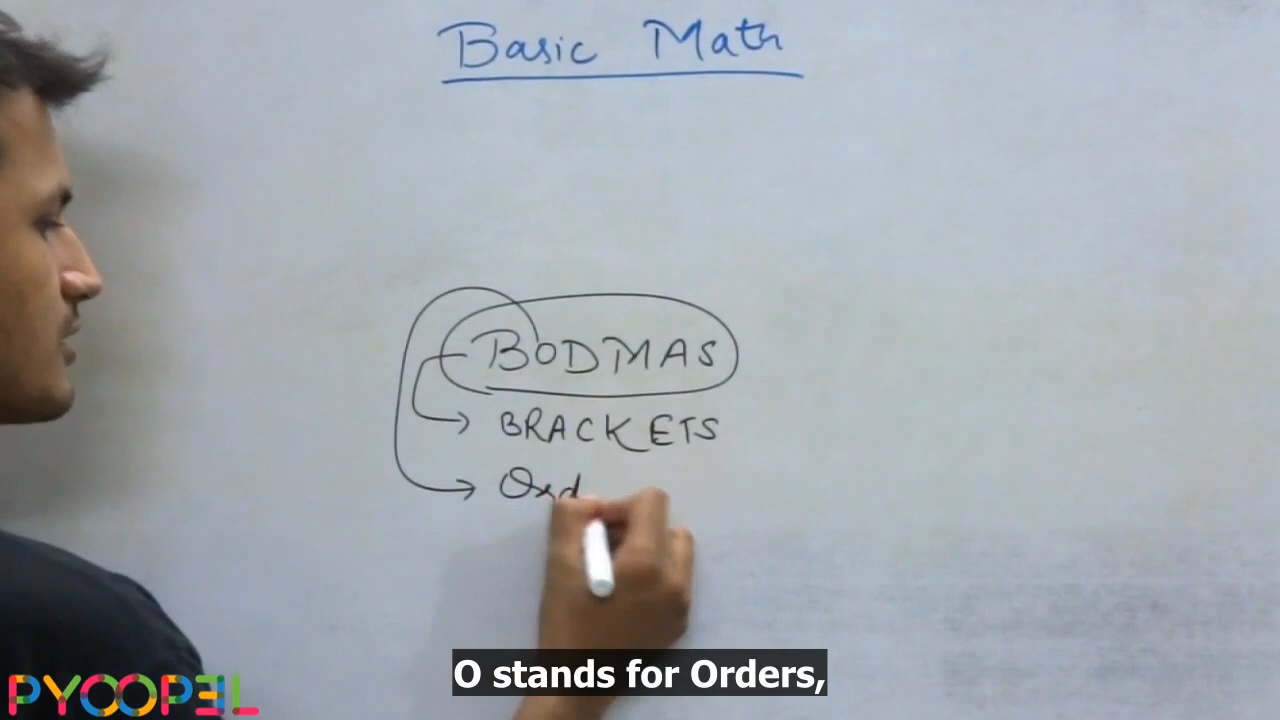 Basic Math
BODMAS
BRACKETS
Ord
O stands for Orders,
PYOOPEL